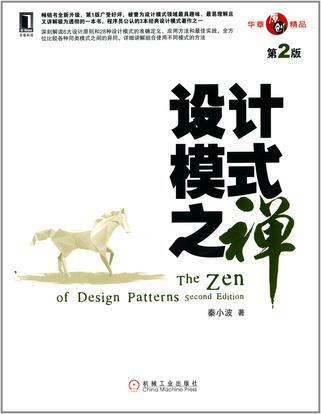 畅销书全新升级，第1版广受好评，被誉为设计模式领域最具趣味、最易理解且
又讲解极为透彻的一本书，程序员公认的3本经典设计模式著作之一
深刻解读6大设计原则和28种设计模式的准确定义、应用方法和最佳实践，全方
位比较各种同类模式之间的异同，详细讲解组合使用不同模式的方法
华章原创精品
第2版
设计
模式
之禅
The Zen
of Design Patterns Second Edition
秦小波 著
机械工业出版社
China Machine Press